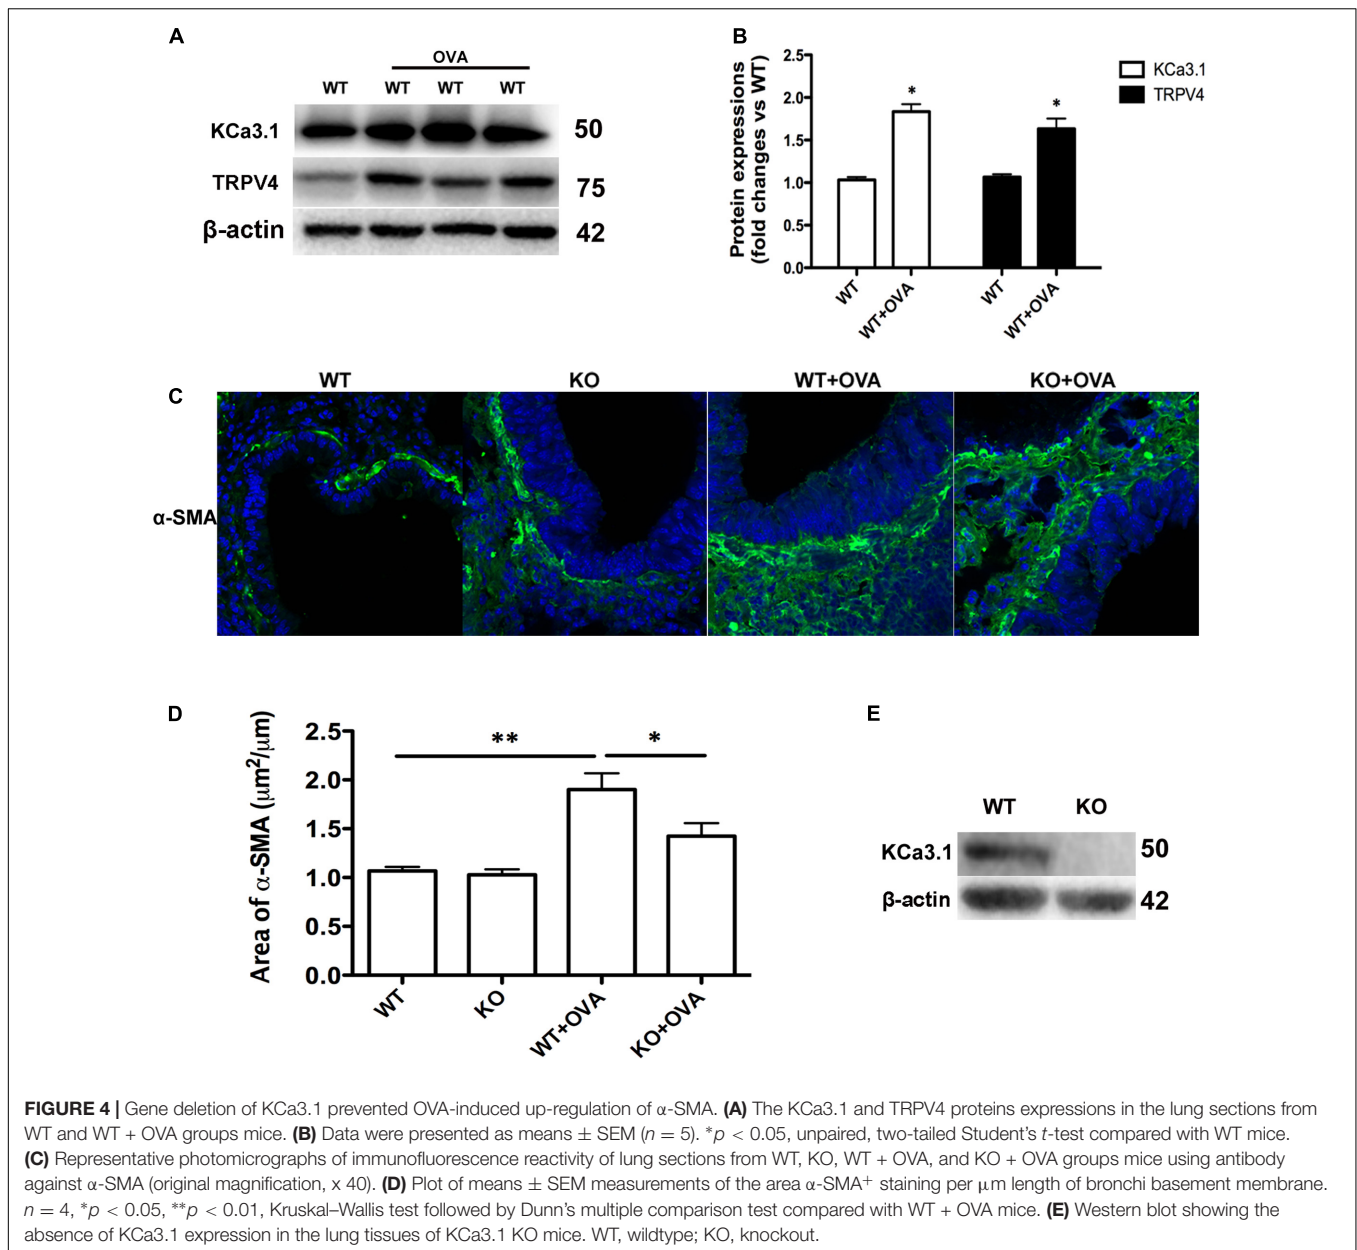 A
OVA
WT WT WT WT
KCa3.1 50
TRPV4 75
β-actin 42
B
Protein expressions
(fold changes vs WT)
2.5
2.0
1.5
1.0
0.5
0.0
* *
WT WT+OVA WT WT+OVA
KCa3.1
TRPV4
C
WT KO WT+OVA KO+OVA
α-SMA
D
Area of α-SMA (μm²/μm)
2.5
2.0
1.5
1.0
0.5
0.0
** *
WT KO WT+OVA KO+OVA
E
WT KO
KCa3.1 50
β-actin 42
FIGURE 4 | Gene deletion of KCa3.1 prevented OVA-induced up-regulation of α-SMA. (A) The KCa3.1 and TRPV4 proteins expressions in the lung sections from
WT and WT + OVA groups mice. (B) Data were presented as means ± SEM (n = 5). *p < 0.05, unpaired, two-tailed Student's t-test compared with WT mice.
(C) Representative photomicrographs of immunofluorescence reactivity of lung sections from WT, KO, WT + OVA, and KO + OVA groups mice using antibody
against α-SMA (original magnification, x 40). (D) Plot of means ± SEM measurements of the area α-SMA⁺ staining per μm length of bronchi basement membrane.
n = 4, *p < 0.05, **p < 0.01, Kruskal–Wallis test followed by Dunn's multiple comparison test compared with WT + OVA mice. (E) Western blot showing the
absence of KCa3.1 expression in the lung tissues of KCa3.1 KO mice. WT, wildtype; KO, knockout.